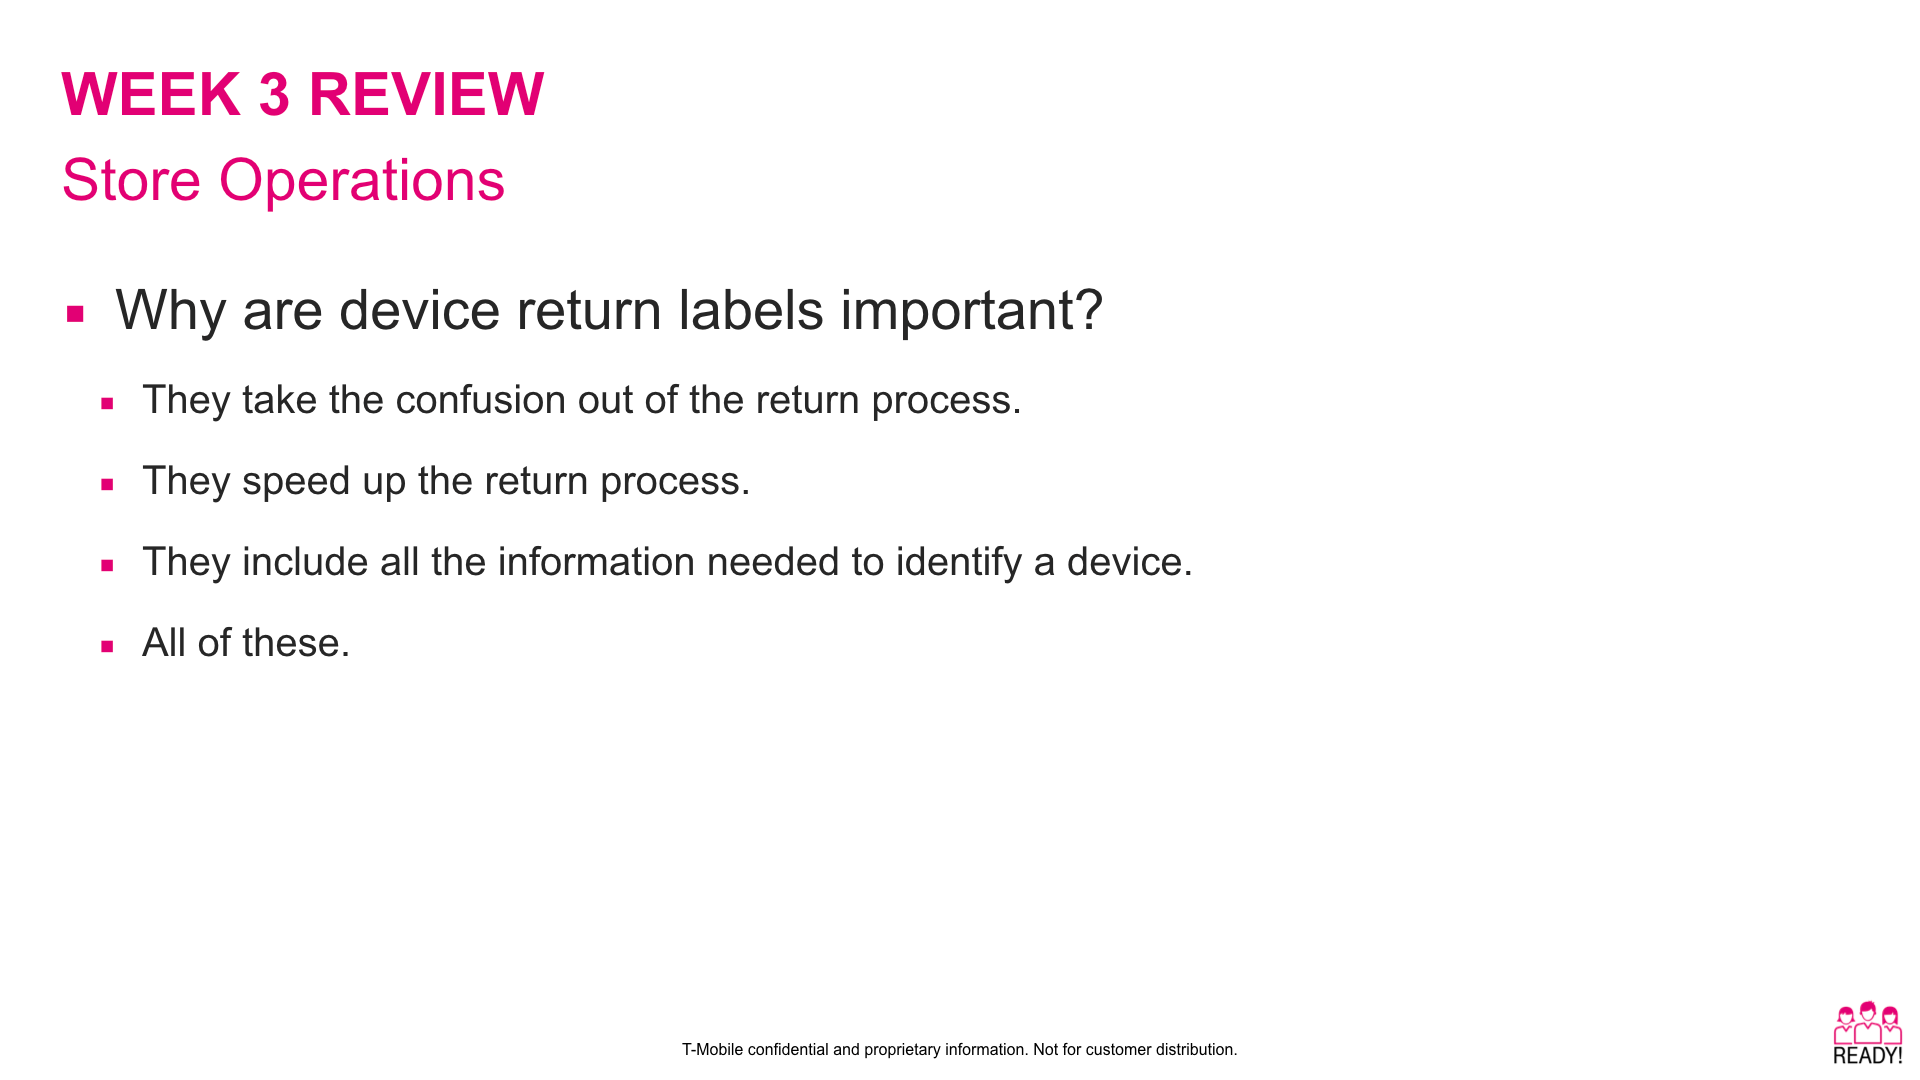 WEEK 3 REVIEW
Store Operations
Why are device return labels important?
They take the confusion out of the return process.
They speed up the return process.
They include all the information needed to identify a device.
All of these.
T-Mobile confidential and proprietary information. Not for customer distribution.
READY!